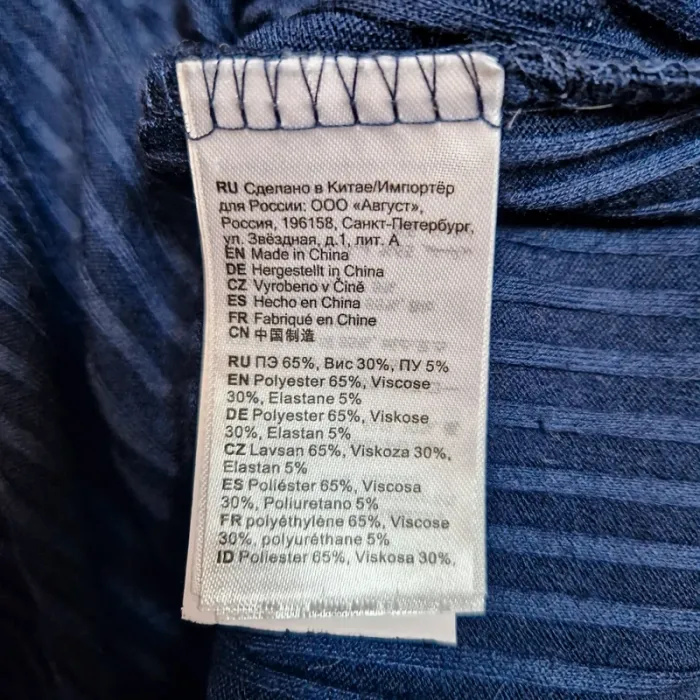 RU Сделано в Китае/Импортёр
для России: ООО «Август»,
Россия, 196158, Санкт-Петербург,
ул. Звёздная, д.1, лит. А
EN Made in China
DE Hergestellt in China
CZ Vyrobeno v Číně
ES Hecho en China
FR Fabriqué en Chine
CN 中国制造
RU ПЭ 65%, Вис 30%, ПУ 5%
EN Polyester 65%, Viscose
30%, Elastane 5%
DE Polyester 65%, Viskose
30%, Elastan 5%
CZ Lavsan 65%, Viskoza 30%,
Elastan 5%
ES Poliéster 65%, Viscosa
30%, Poliuretano 5%
FR polyéthylène 65%, Viscose
30%, polyuréthane 5%
ID Poliester 65%, Viskosa 30%,